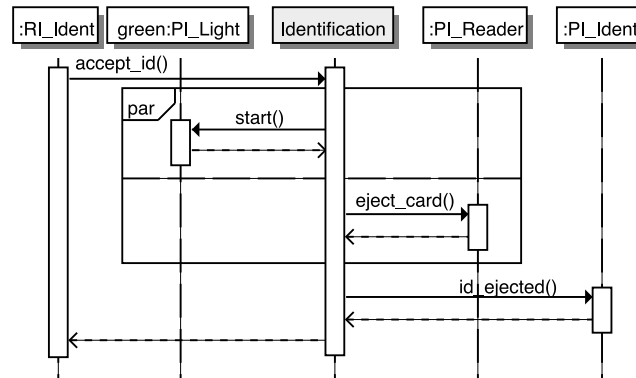 :RI_Ident green:PI_Light Identification :PI_Reader :PI_Ident
accept_id()
par
start()
eject_card()
id_ejected()